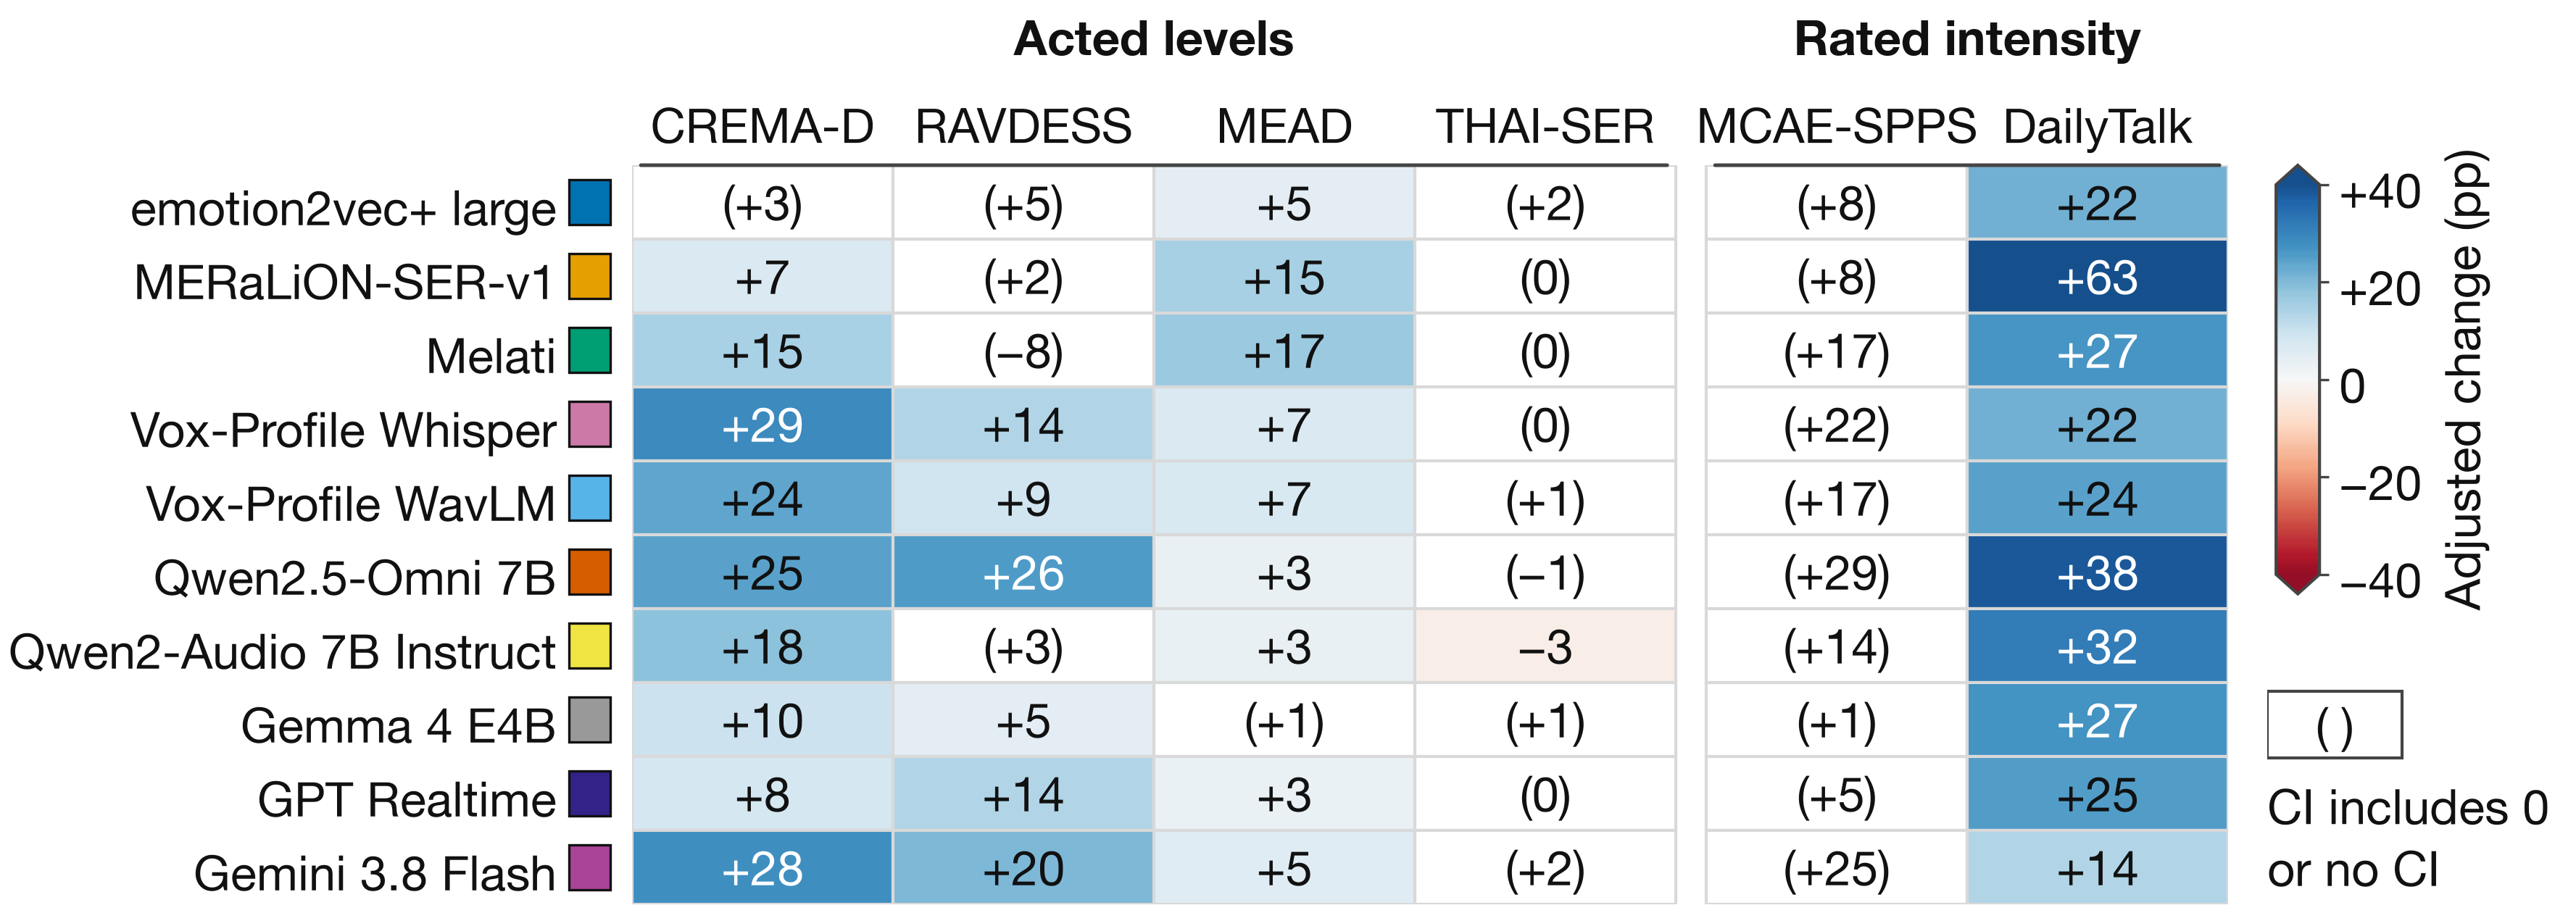 Acted levels Rated intensity
CREMA-D RAVDESS MEAD THAI-SER MCAE-SPPS DailyTalk
emotion2vec+ large (+3) (+5) +5 (+2) (+8) +22
MERaLiON-SER-v1 +7 (+2) +15 (0) (+8) +63
Melati +15 (−8) +17 (0) (+17) +27
Vox-Profile Whisper +29 +14 +7 (0) (+22) +22
Vox-Profile WavLM +24 +9 +7 (+1) (+17) +24
Qwen2.5-Omni 7B +25 +26 +3 (−1) (+29) +38
Qwen2-Audio 7B Instruct +18 (+3) +3 −3 (+14) +32
Gemma 4 E4B +10 +5 (+1) (+1) (+1) +27
GPT Realtime +8 +14 +3 (0) (+5) +25
Gemini 3.8 Flash +28 +20 +5 (+2) (+25) +14
+40
+20
0
−20
−40
Adjusted change (pp)
( )
CI includes 0
or no CI